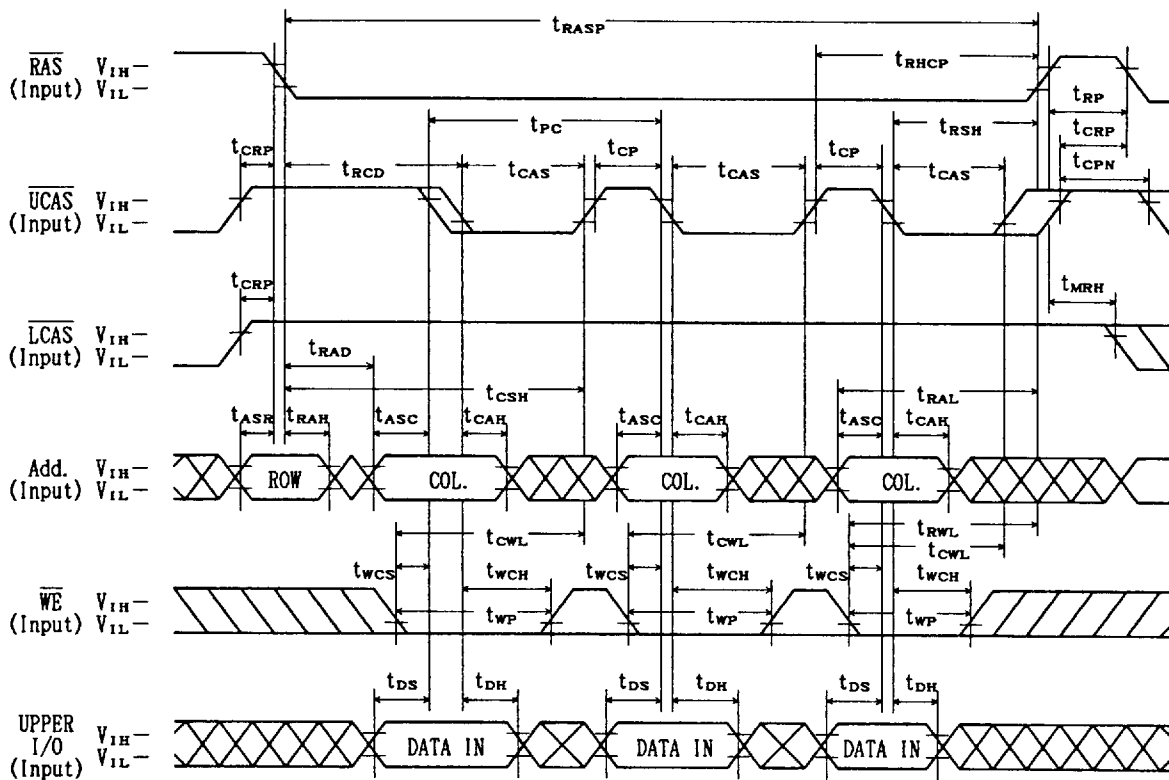 tRASP
RAS VIH
(Input) VIL
tRHCP
tRP
tPC
tRSH
tCRP
tCRP
tRCD
tCAS
tCP
tCAS
tCP
tCAS
tCPN
UCAS VIH
(Input) VIL
tCRP
tMRH
LCAS VIH
(Input) VIL
tRAD
tCSH
tRAL
tASR
tRAH
tASC
tCAH
tASC
tCAH
tASC
tCAH
Add. VIH
(Input) VIL
ROW
COL.
COL.
COL.
tCWL
tCWL
tRWL
tCWL
tWCS
tWCH
tWCS
tWCH
tWCS
tWCH
WE VIH
(Input) VIL
tWP
tWP
tWP
tDS
tDH
tDS
tDH
tDS
tDH
UPPER
I/O VIH
(Input) VIL
DATA IN
DATA IN
DATA IN